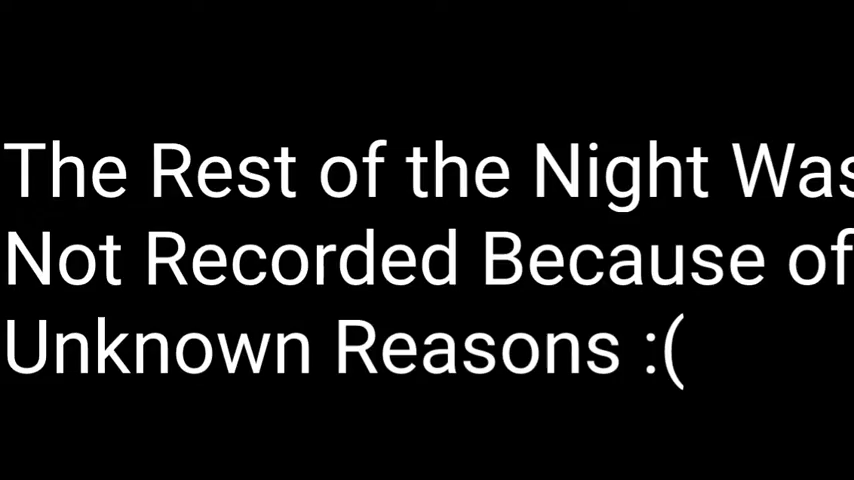 The Rest of the Night Was
Not Recorded Because of
Unknown Reasons :(